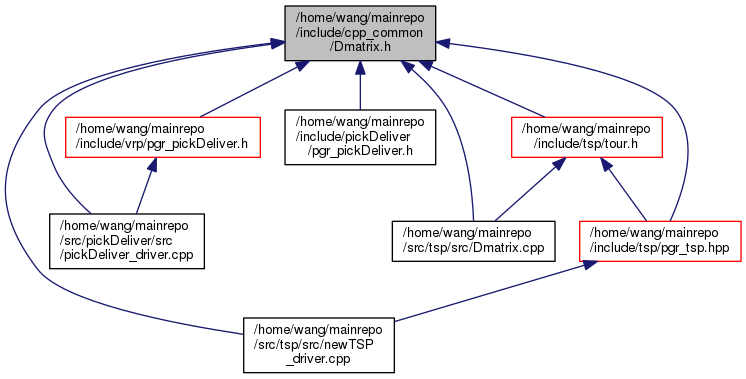 /home/wang/mainrepo
/include/cpp_common
/Dmatrix.h
/home/wang/mainrepo
/include/vrp/pgr_pickDeliver.h
/home/wang/mainrepo
/include/pickDeliver
/pgr_pickDeliver.h
/home/wang/mainrepo
/include/tsp/tour.h
/home/wang/mainrepo
/src/pickDeliver/src
/pickDeliver_driver.cpp
/home/wang/mainrepo
/src/tsp/src/Dmatrix.cpp
/home/wang/mainrepo
/include/tsp/pgr_tsp.hpp
/home/wang/mainrepo
/src/tsp/src/newTSP
_driver.cpp